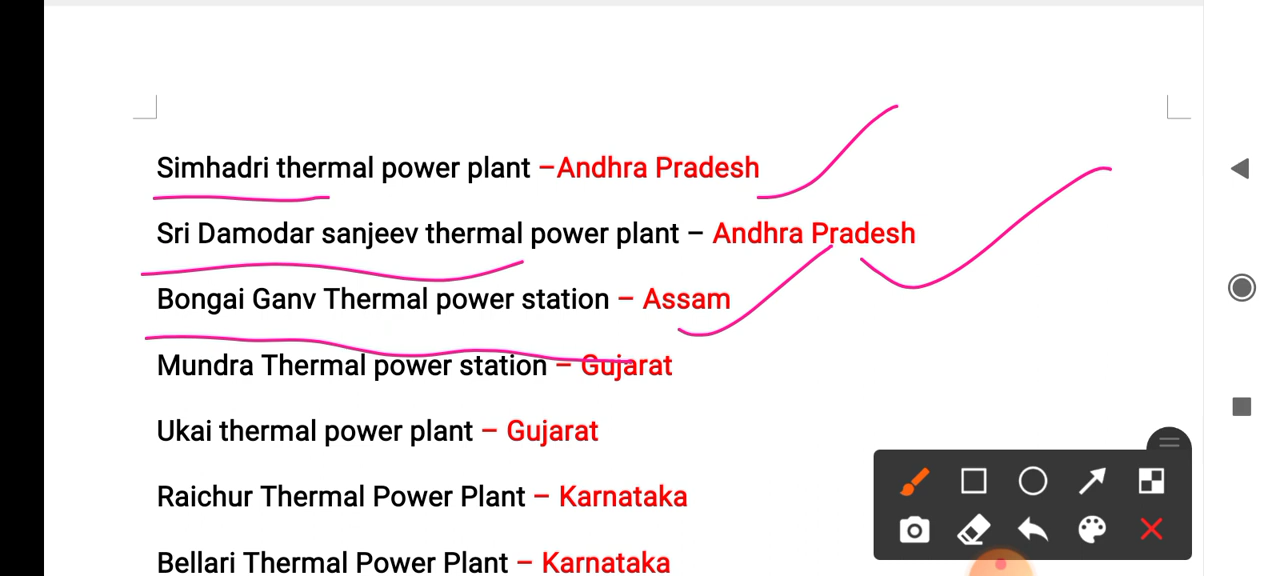 Simhadri thermal power plant –Andhra Pradesh
Sri Damodar sanjeev thermal power plant – Andhra Pradesh
Bongai Ganv Thermal power station – Assam
Mundra Thermal power station – Gujarat
Ukai thermal power plant – Gujarat
Raichur Thermal Power Plant – Karnataka
Bellari Thermal Power Plant – Karnataka